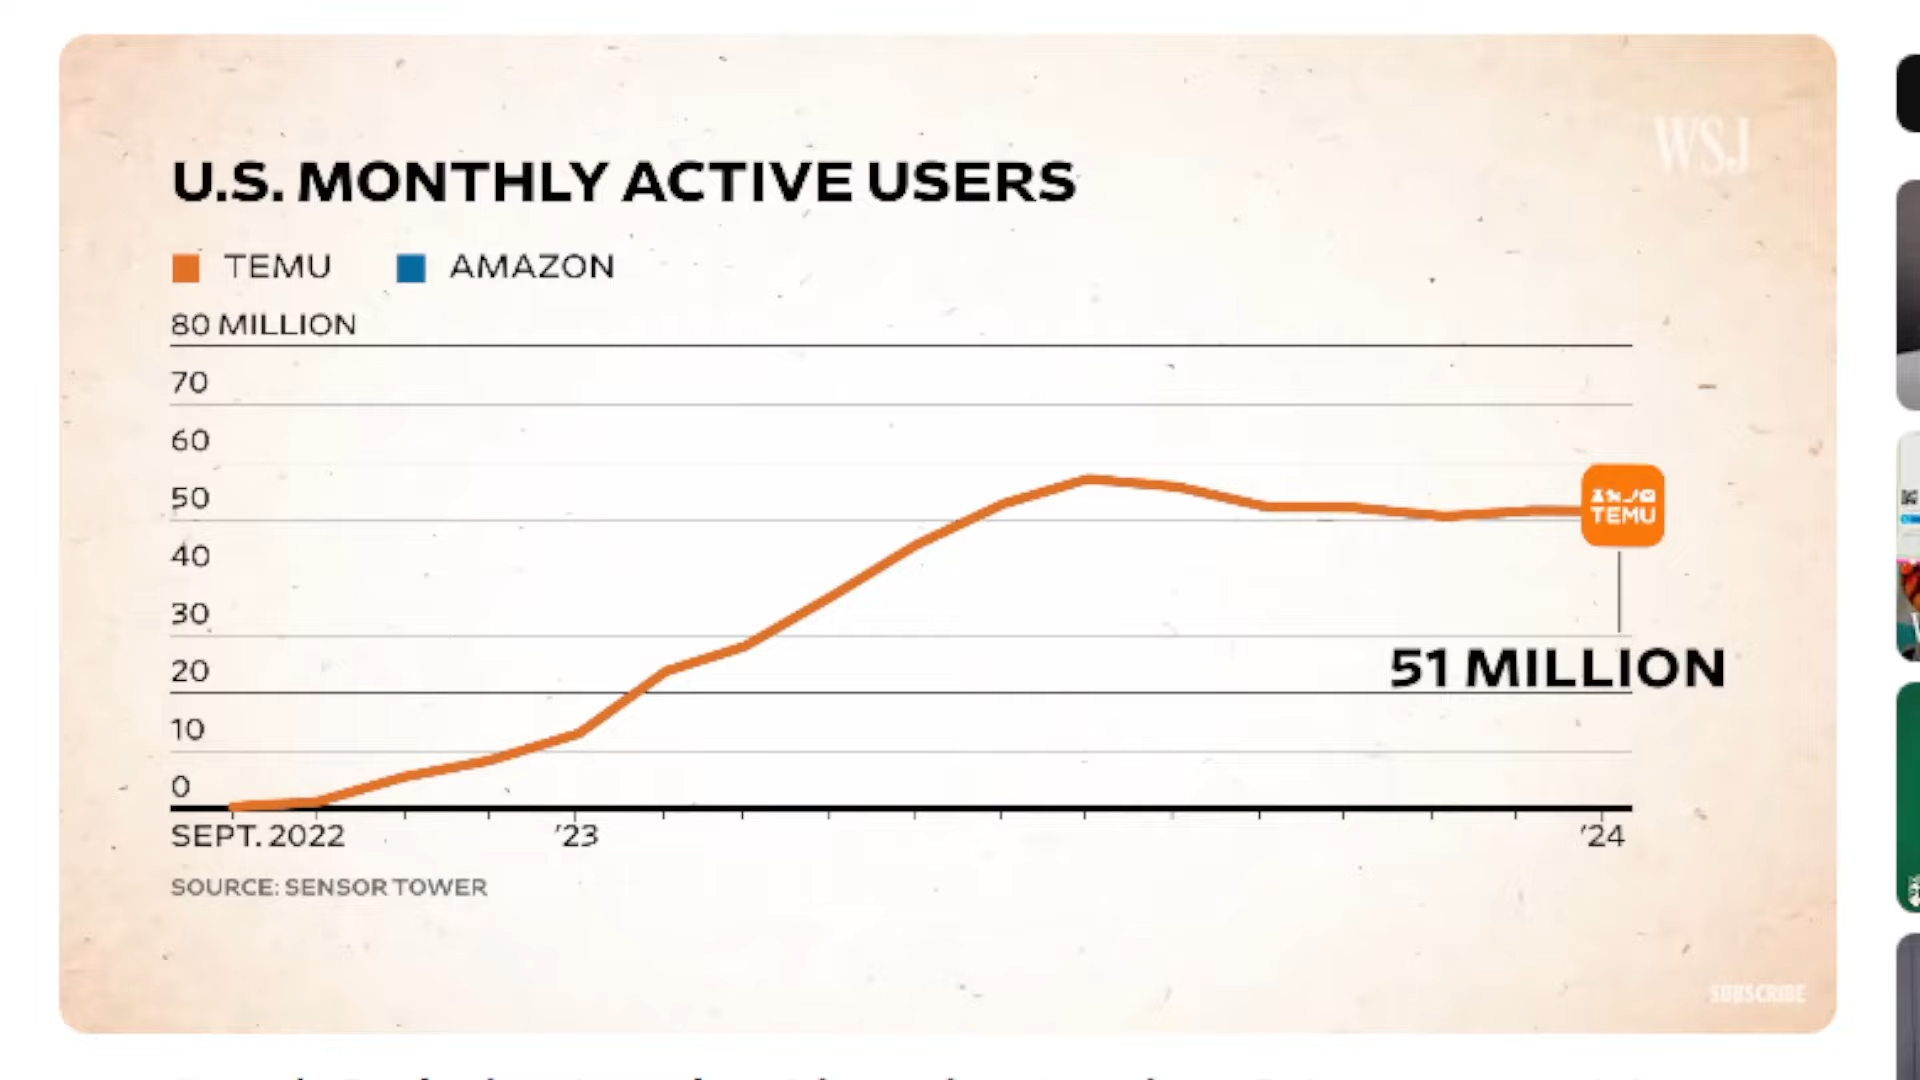 WSJ
U.S. MONTHLY ACTIVE USERS
TEMU AMAZON
80 MILLION
70
60
50
TEMU
40
30
51 MILLION
20
10
0
SEPT. 2022 '23 '24
SOURCE: SENSOR TOWER
SUBSCRIBE